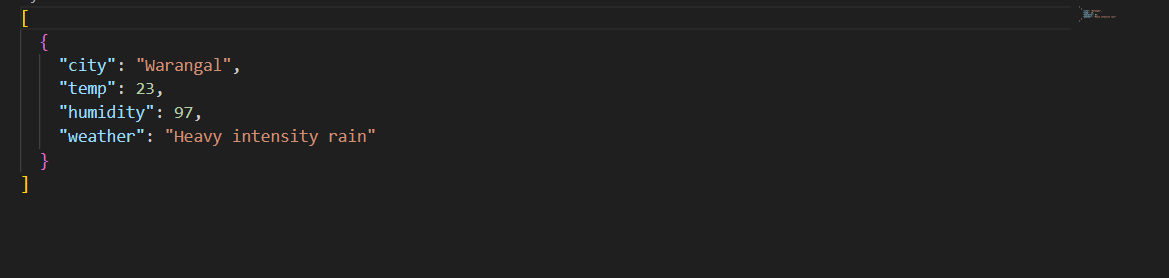 [
  {
    "city": "Warangal",
    "temp": 23,
    "humidity": 97,
    "weather": "Heavy intensity rain"
  }
]